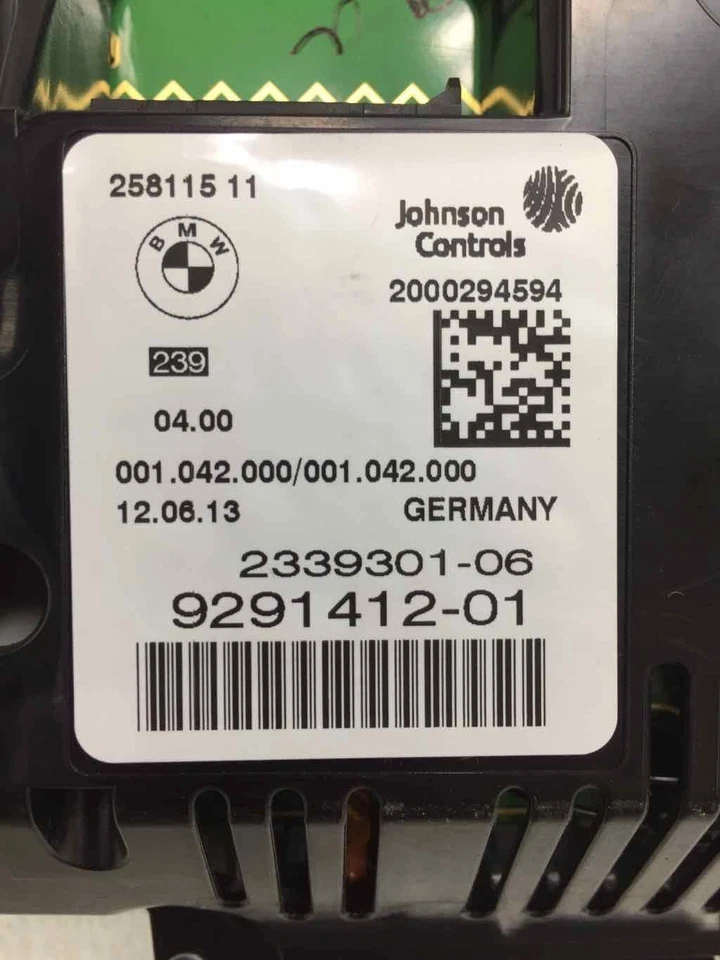 258115 11
BMW
Johnson
Controls
2000294594
239
04.00
001.042.000/001.042.000
12.06.13 GERMANY
2339301-06
9291412-01